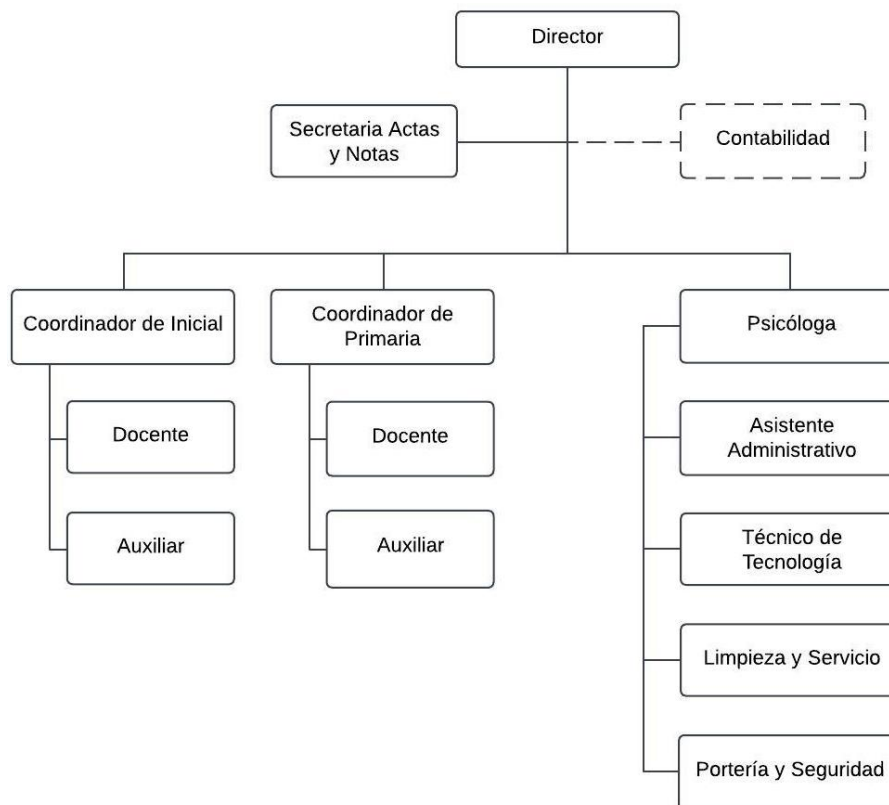 Director
Secretaria Actas
y Notas
Contabilidad
Coordinador de Inicial
Coordinador de
Primaria
Psicóloga
Docente
Docente
Asistente
Administrativo
Auxiliar
Auxiliar
Técnico de
Tecnología
Limpieza y Servicio
Portería y Seguridad